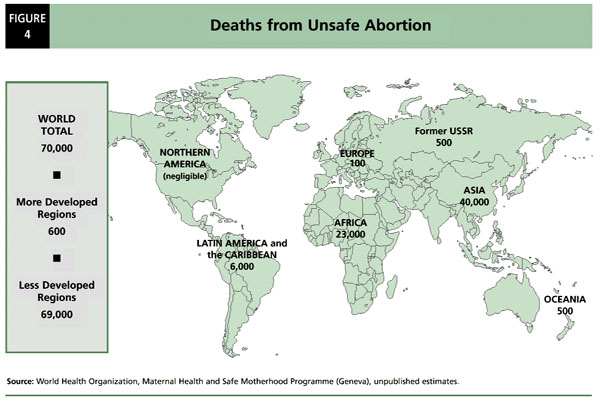 FIGURE
4
Deaths from Unsafe Abortion
WORLD
TOTAL
70,000
More Developed
Regions
600
Less Developed
Regions
69,000
NORTHERN
AMERICA
(negligible)
LATIN AMERICA and
the CARIBBEAN
6,000
EUROPE
100
AFRICA
23,000
Former USSR
500
ASIA
40,000
OCEANIA
500
Source: World Health Organization, Maternal Health and Safe Motherhood Programme (Geneva), unpublished estimates.